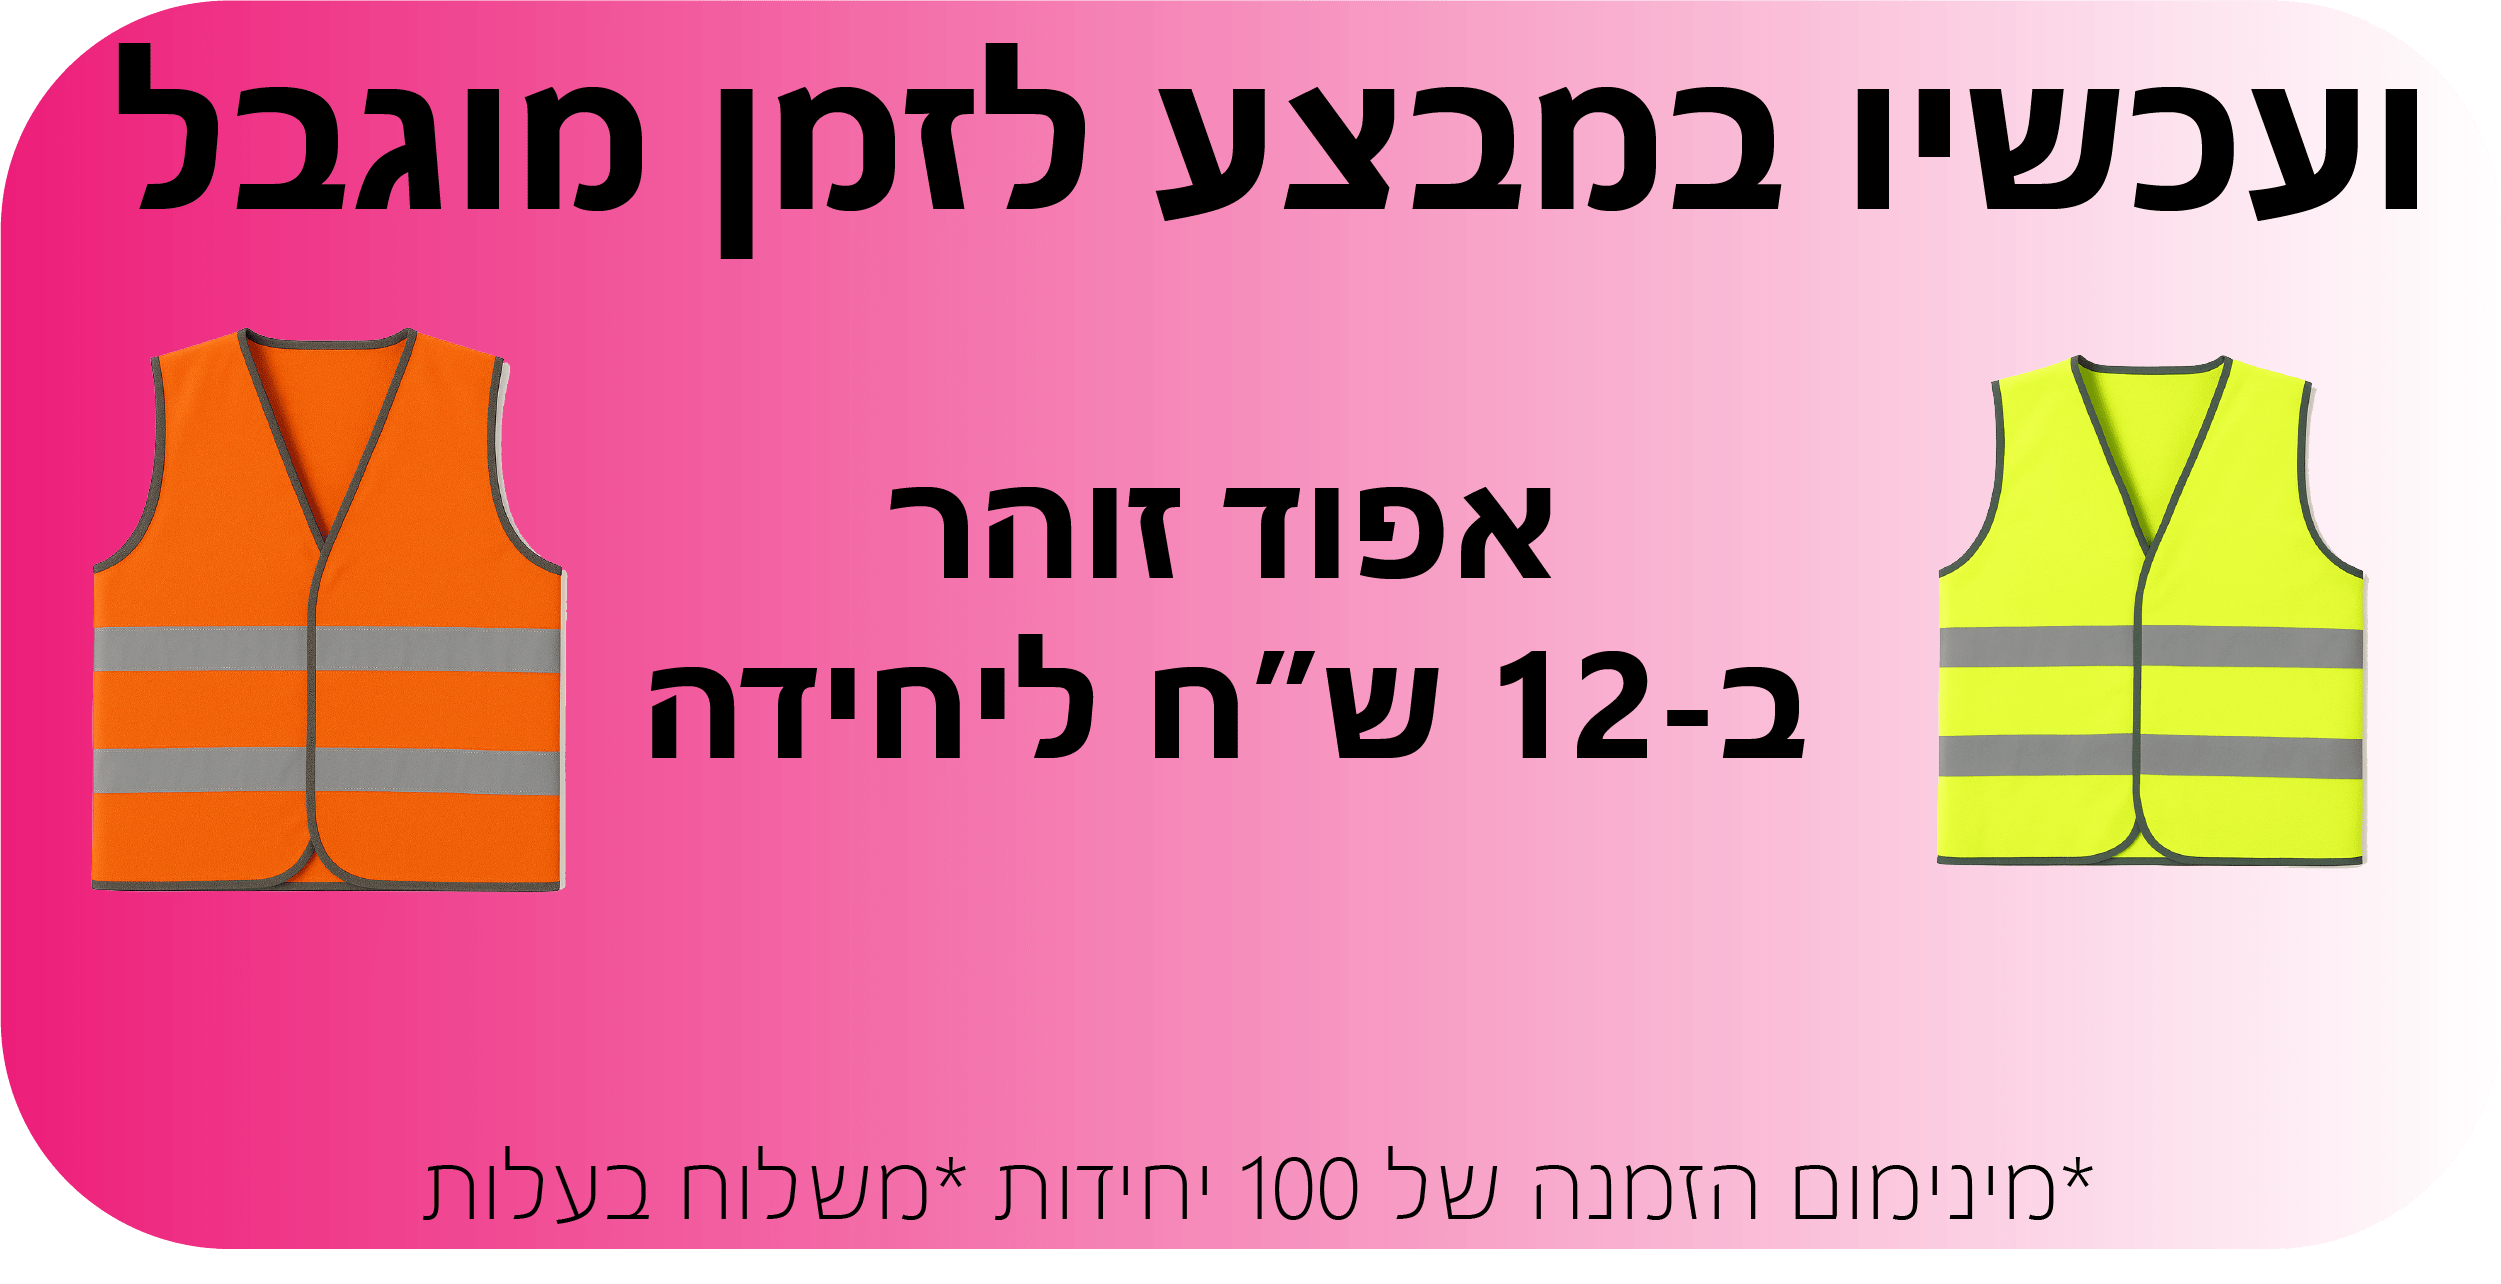 ועכשיו במבצע לזמן מוגבל
אפוד זוהר
ב-12 ש״ח ליחידה
*מינימום הזמנה של 100 יחידות *משלוח בעלות